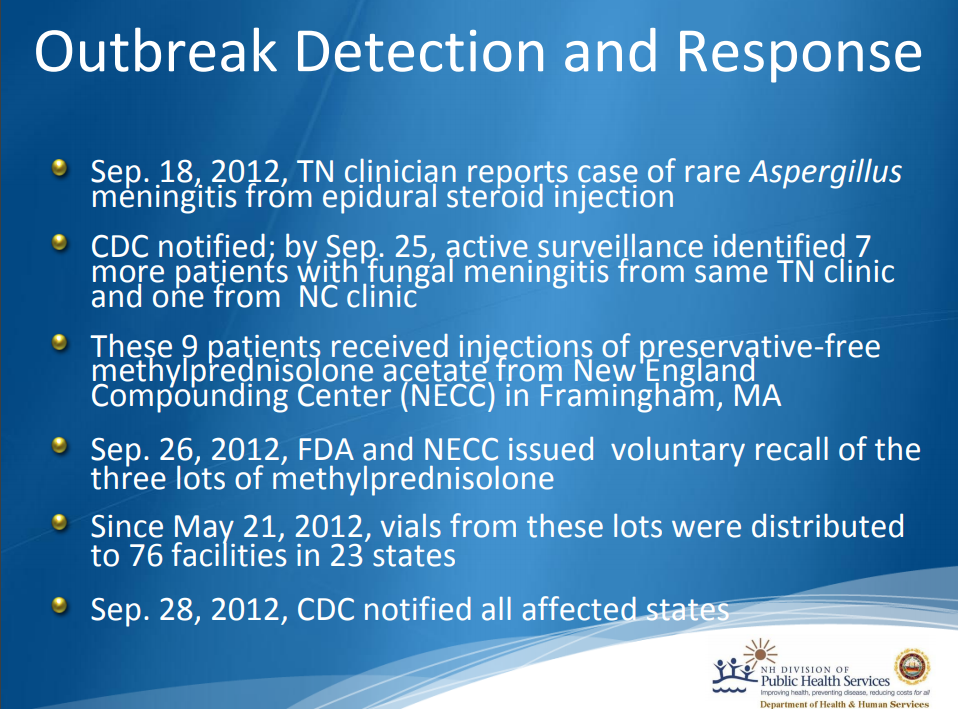 Outbreak Detection and Response
Sep. 18, 2012, TN clinician reports case of rare Aspergillus
meningitis from epidural steroid injection
CDC notified; by Sep. 25, active surveillance identified 7
more patients with fungal meningitis from same TN clinic
and one from  NC clinic
These 9 patients received injections of preservative-free
methylprednisolone acetate from New England
Compounding Center (NECC) in Framingham, MA
Sep. 26, 2012, FDA and NECC issued  voluntary recall of the
three lots of methylprednisolone
Since May 21, 2012, vials from these lots were distributed
to 76 facilities in 23 states
Sep. 28, 2012, CDC notified all affected states
NH DIVISION OF
Public Health Services
Improving health, preventing disease, reducing costs for all
Department of Health & Human Services